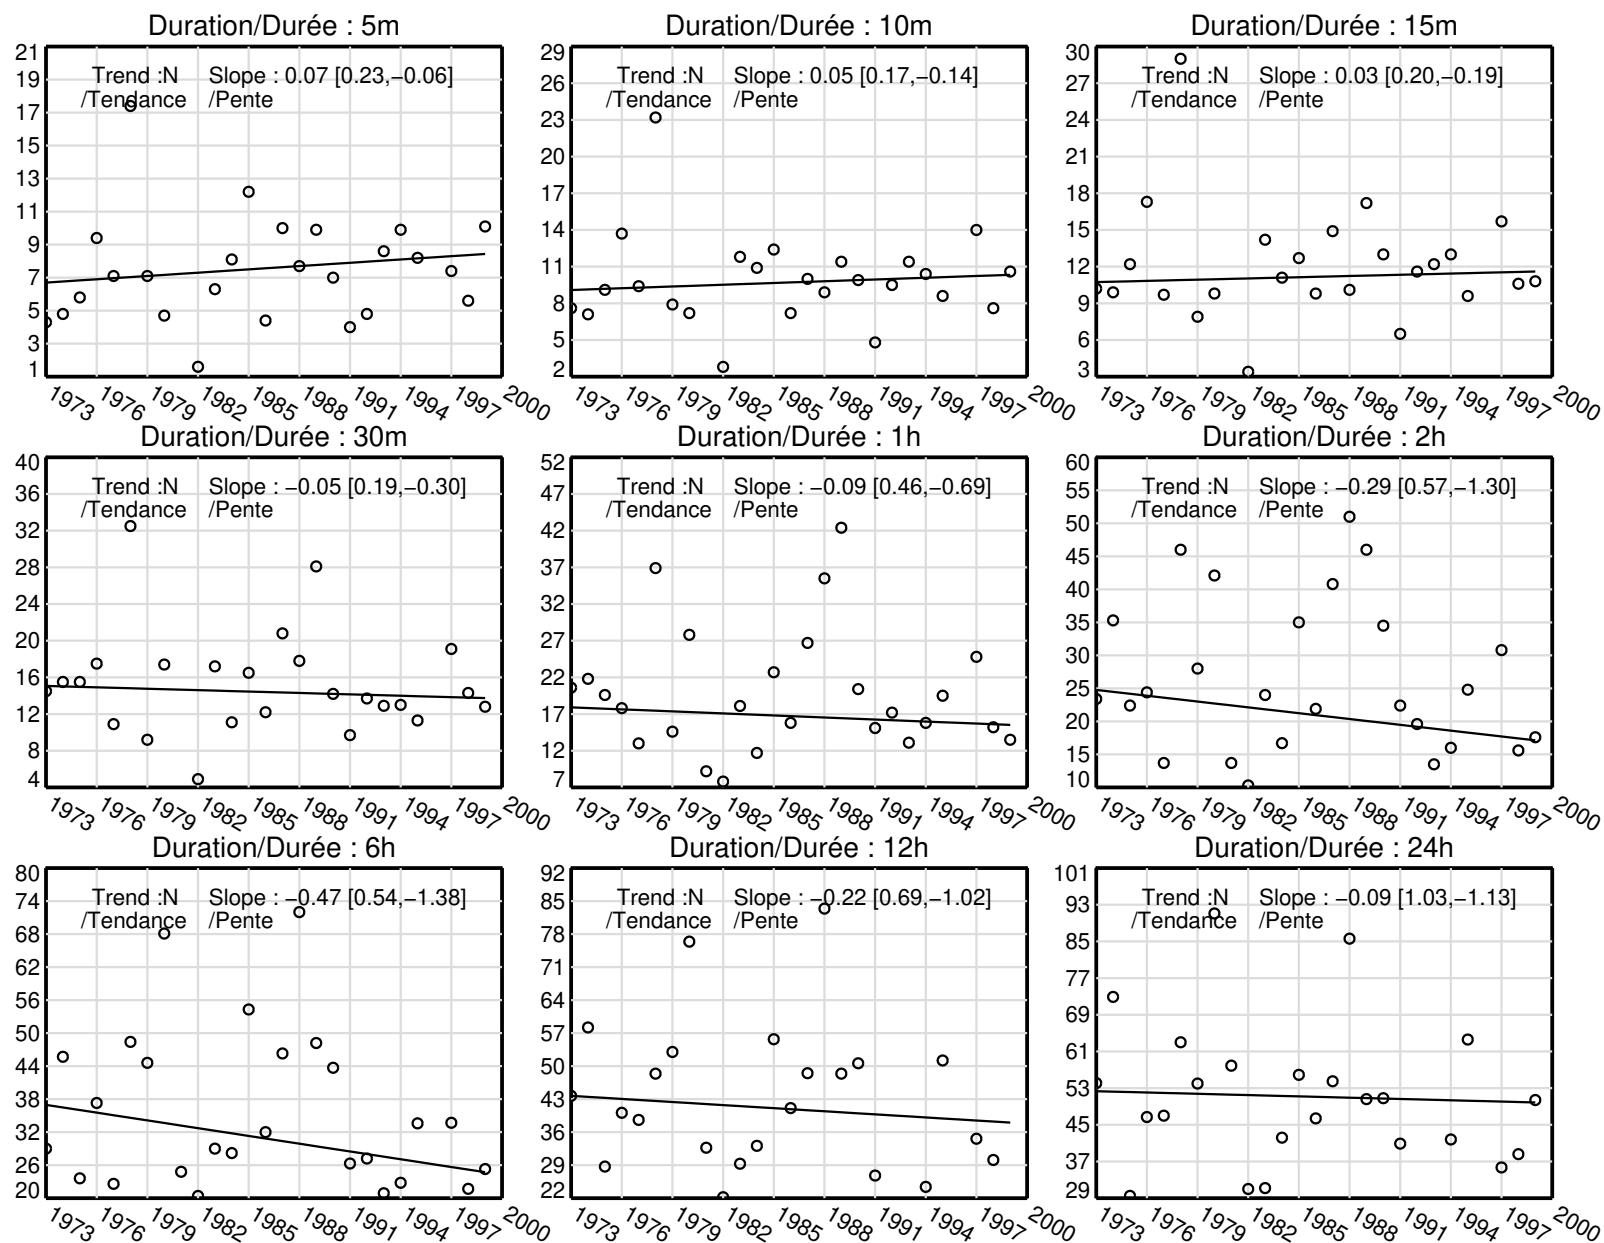 Duration/Durée : 5m
21
19
17
15
13
11
9
7
5
3
1
Trend :N Slope : 0.07 [0.23,−0.06]
/Tendance /Pente
1973 1976 1979 1982 1985 1988 1991 1994 1997 2000
Duration/Durée : 10m
29
26
23
20
17
14
11
8
5
2
Trend :N Slope : 0.05 [0.17,−0.14]
/Tendance /Pente
1973 1976 1979 1982 1985 1988 1991 1994 1997 2000
Duration/Durée : 15m
30
27
24
21
18
15
12
9
6
3
Trend :N Slope : 0.03 [0.20,−0.19]
/Tendance /Pente
1973 1976 1979 1982 1985 1988 1991 1994 1997 2000
Duration/Durée : 30m
40
36
32
28
24
20
16
12
8
4
Trend :N Slope : −0.05 [0.19,−0.30]
/Tendance /Pente
1973 1976 1979 1982 1985 1988 1991 1994 1997 2000
Duration/Durée : 1h
52
47
42
37
32
27
22
17
12
7
Trend :N Slope : −0.09 [0.46,−0.69]
/Tendance /Pente
1973 1976 1979 1982 1985 1988 1991 1994 1997 2000
Duration/Durée : 2h
60
55
50
45
40
35
30
25
20
15
10
Trend :N Slope : −0.29 [0.57,−1.30]
/Tendance /Pente
1973 1976 1979 1982 1985 1988 1991 1994 1997 2000
Duration/Durée : 6h
80
74
68
62
56
50
44
38
32
26
20
Trend :N Slope : −0.47 [0.54,−1.38]
/Tendance /Pente
1973 1976 1979 1982 1985 1988 1991 1994 1997 2000
Duration/Durée : 12h
92
85
78
71
64
57
50
43
36
29
22
Trend :N Slope : −0.22 [0.69,−1.02]
/Tendance /Pente
1973 1976 1979 1982 1985 1988 1991 1994 1997 2000
Duration/Durée : 24h
101
93
85
77
69
61
53
45
37
29
Trend :N Slope : −0.09 [1.03,−1.13]
/Tendance /Pente
1973 1976 1979 1982 1985 1988 1991 1994 1997 2000